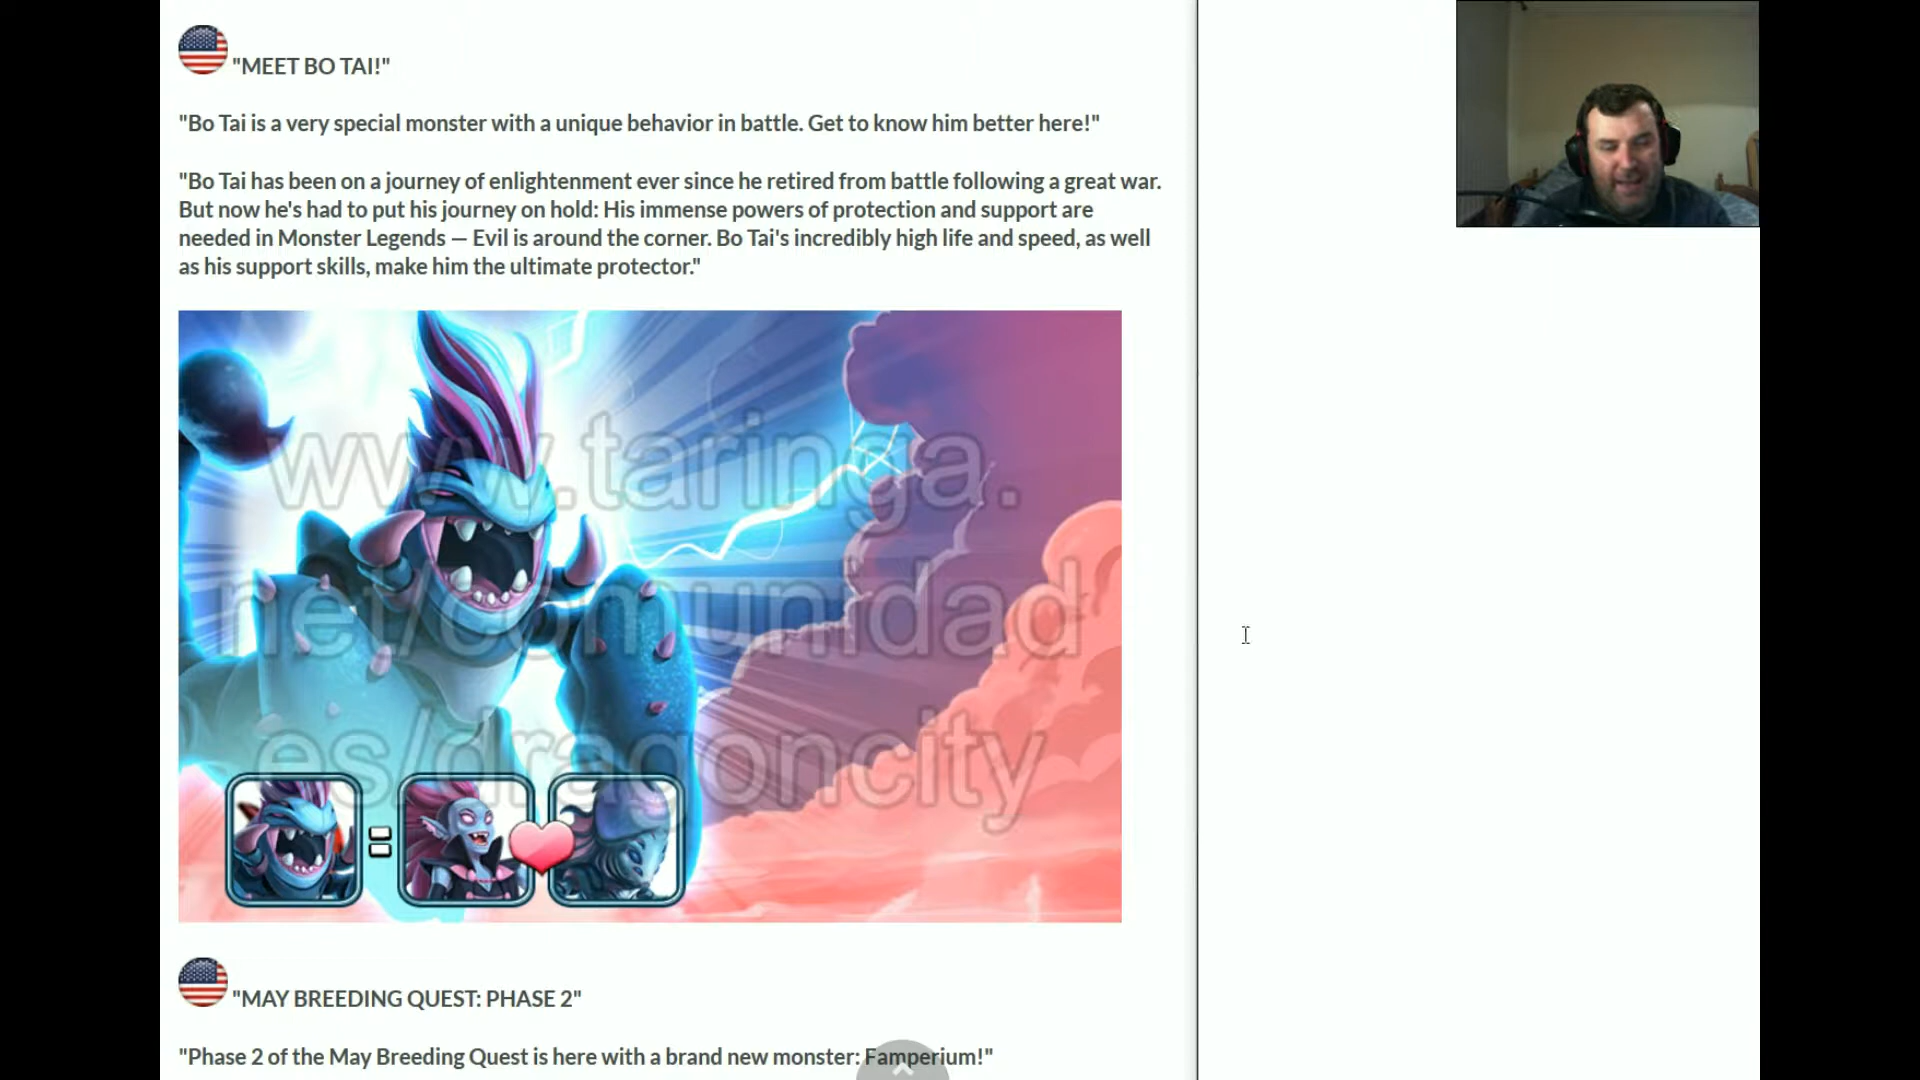 "MEET BO TAI!"
"Bo Tai is a very special monster with a unique behavior in battle. Get to know him better here!"
"Bo Tai has been on a journey of enlightenment ever since he retired from battle following a great war.
But now he's had to put his journey on hold: His immense powers of protection and support are
needed in Monster Legends — Evil is around the corner. Bo Tai's incredibly high life and speed, as well
as his support skills, make him the ultimate protector."
www.taringa.
net/comunidad
es/dragoncity
"MAY BREEDING QUEST: PHASE 2"
"Phase 2 of the May Breeding Quest is here with a brand new monster: Famperium!"